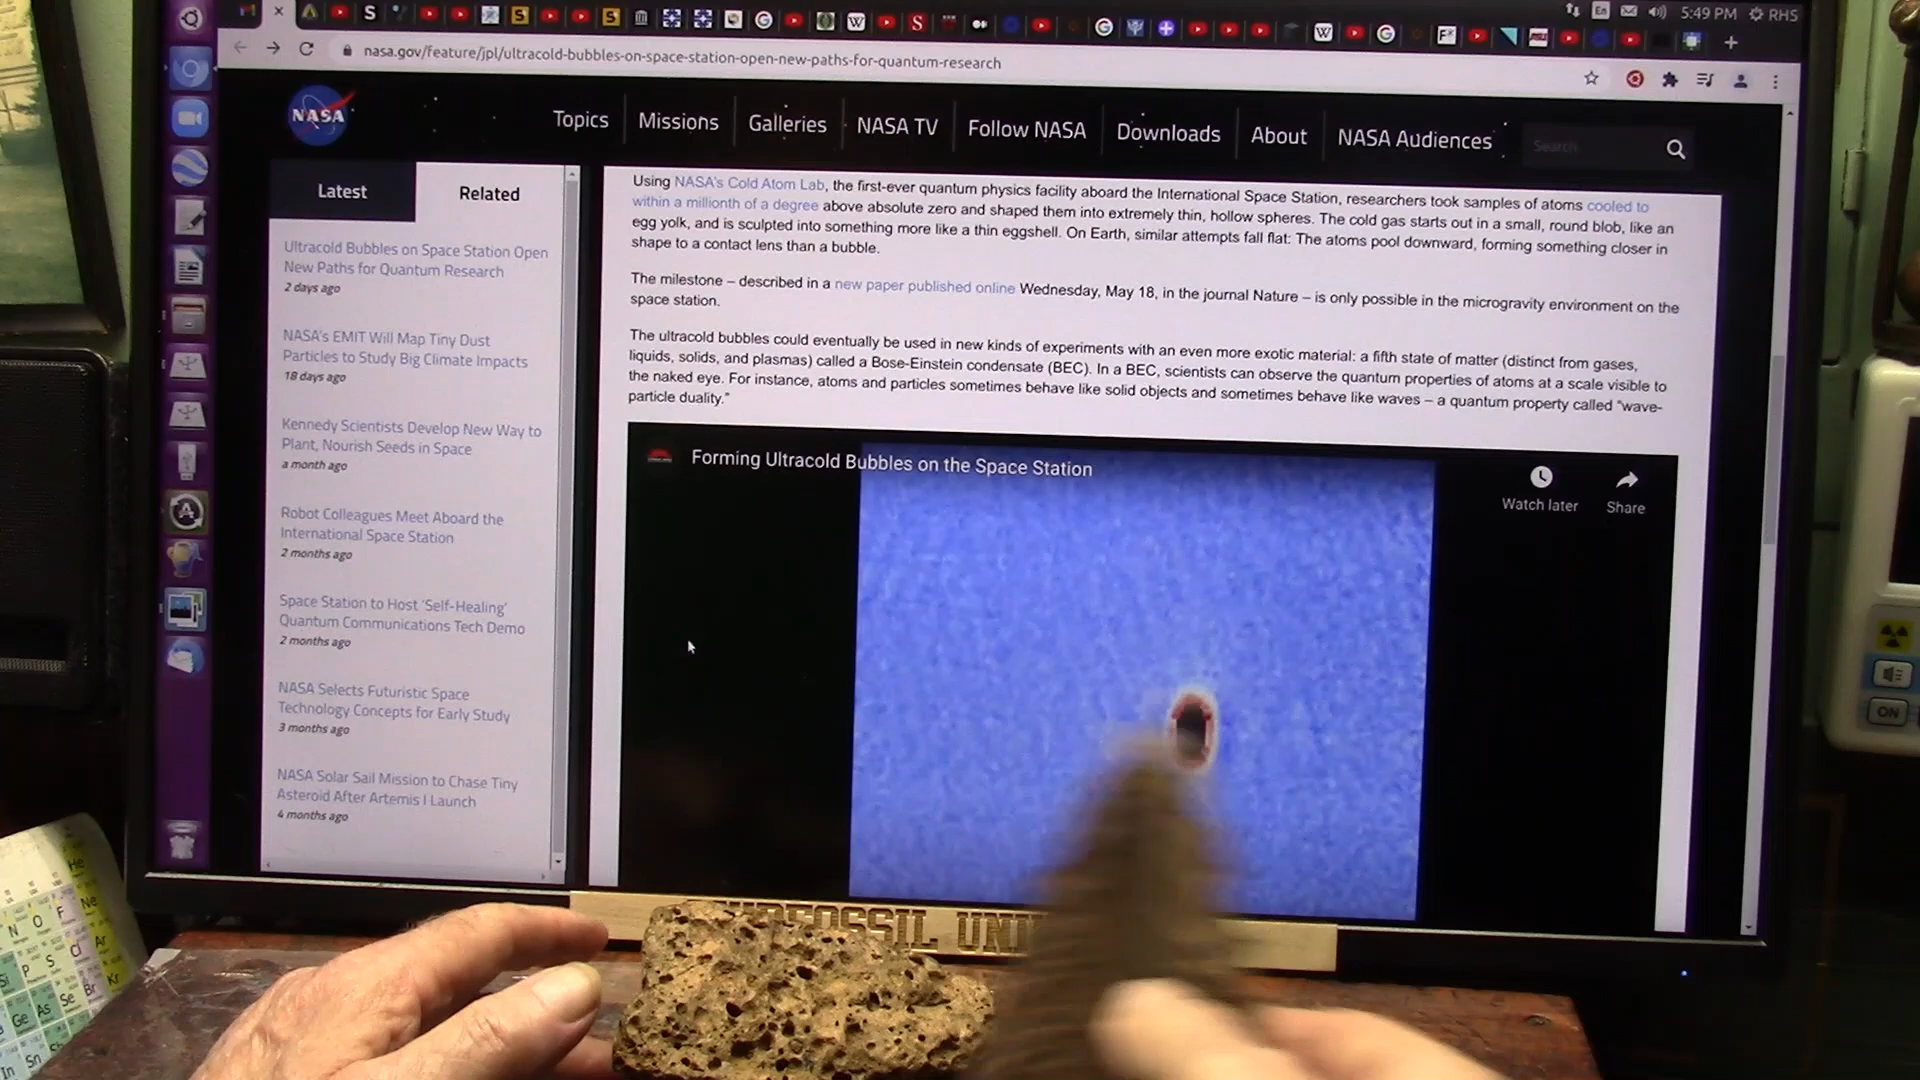 En
5:49 PM
RHS
nasa.gov/feature/jpl/ultracold-bubbles-on-space-station-open-new-paths-for-quantum-research
NASA
Topics
Missions
Galleries
NASA TV
Follow NASA
Downloads
About
NASA Audiences
Search
Latest
Related
Ultracold Bubbles on Space Station Open
New Paths for Quantum Research
2 days ago
NASA's EMIT Will Map Tiny Dust
Particles to Study Big Climate Impacts
18 days ago
Kennedy Scientists Develop New Way to
Plant, Nourish Seeds in Space
a month ago
Robot Colleagues Meet Aboard the
International Space Station
2 months ago
Space Station to Host 'Self-Healing'
Quantum Communications Tech Demo
2 months ago
NASA Selects Futuristic Space
Technology Concepts for Early Study
3 months ago
NASA Solar Sail Mission to Chase Tiny
Asteroid After Artemis I Launch
4 months ago
Using NASA's Cold Atom Lab, the first-ever quantum physics facility aboard the International Space Station, researchers took samples of atoms cooled to
within a millionth of a degree above absolute zero and shaped them into extremely thin, hollow spheres. The cold gas starts out in a small, round blob, like an
egg yolk, and is sculpted into something more like a thin eggshell. On Earth, similar attempts fall flat: The atoms pool downward, forming something closer in
shape to a contact lens than a bubble.
The milestone – described in a new paper published online Wednesday, May 18, in the journal Nature – is only possible in the microgravity environment on the
space station.
The ultracold bubbles could eventually be used in new kinds of experiments with an even more exotic material: a fifth state of matter (distinct from gases,
liquids, solids, and plasmas) called a Bose-Einstein condensate (BEC). In a BEC, scientists can observe the quantum properties of atoms at a scale visible to
the naked eye. For instance, atoms and particles sometimes behave like solid objects and sometimes behave like waves – a quantum property called "wave-
particle duality."
Forming Ultracold Bubbles on the Space Station
Watch later
Share
ON
He
N O F Ne
Si P S Cl Ar
Ge As Se Br Kr
In Sn